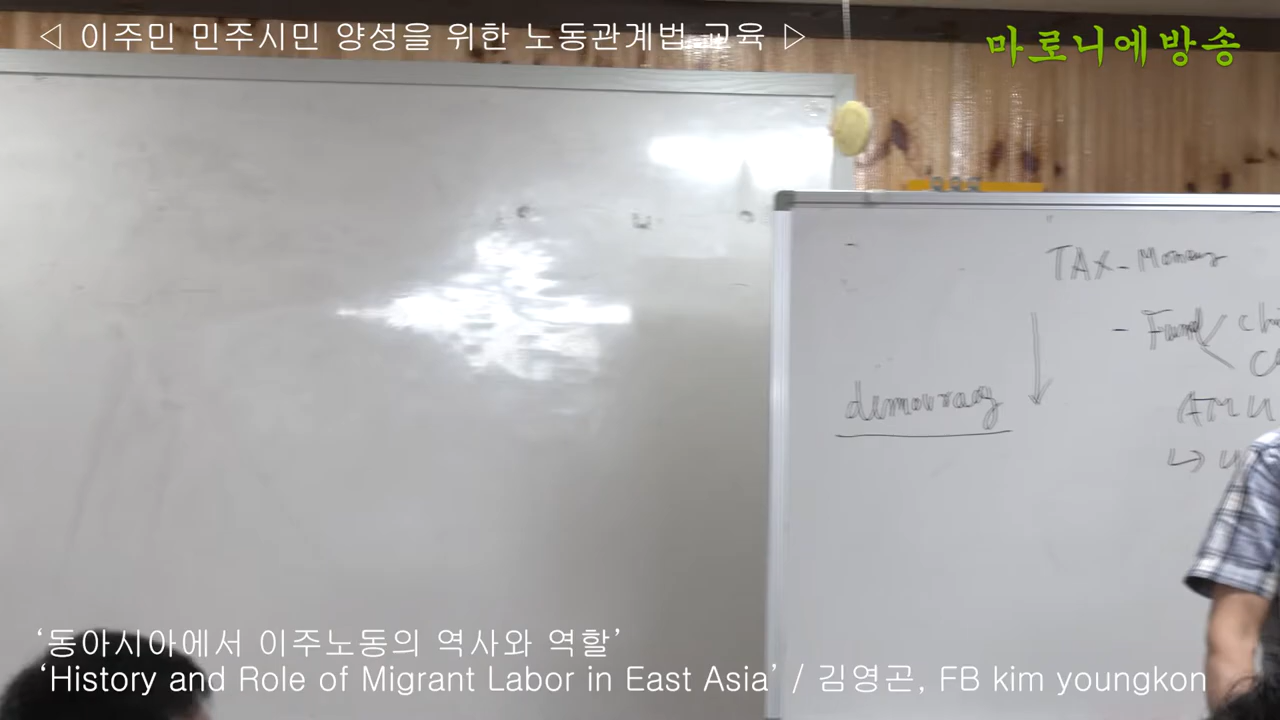 ◁ 이주민 민주시민 양성을 위한 노동관계법 교육 ▷
마로니에방송
TAX - Money
- Fund
democracy
AMU
‘동아시아에서 이주노동의 역사와 역할’
‘History and Role of Migrant Labor in East Asia’ / 김영곤, FB kim youngkon